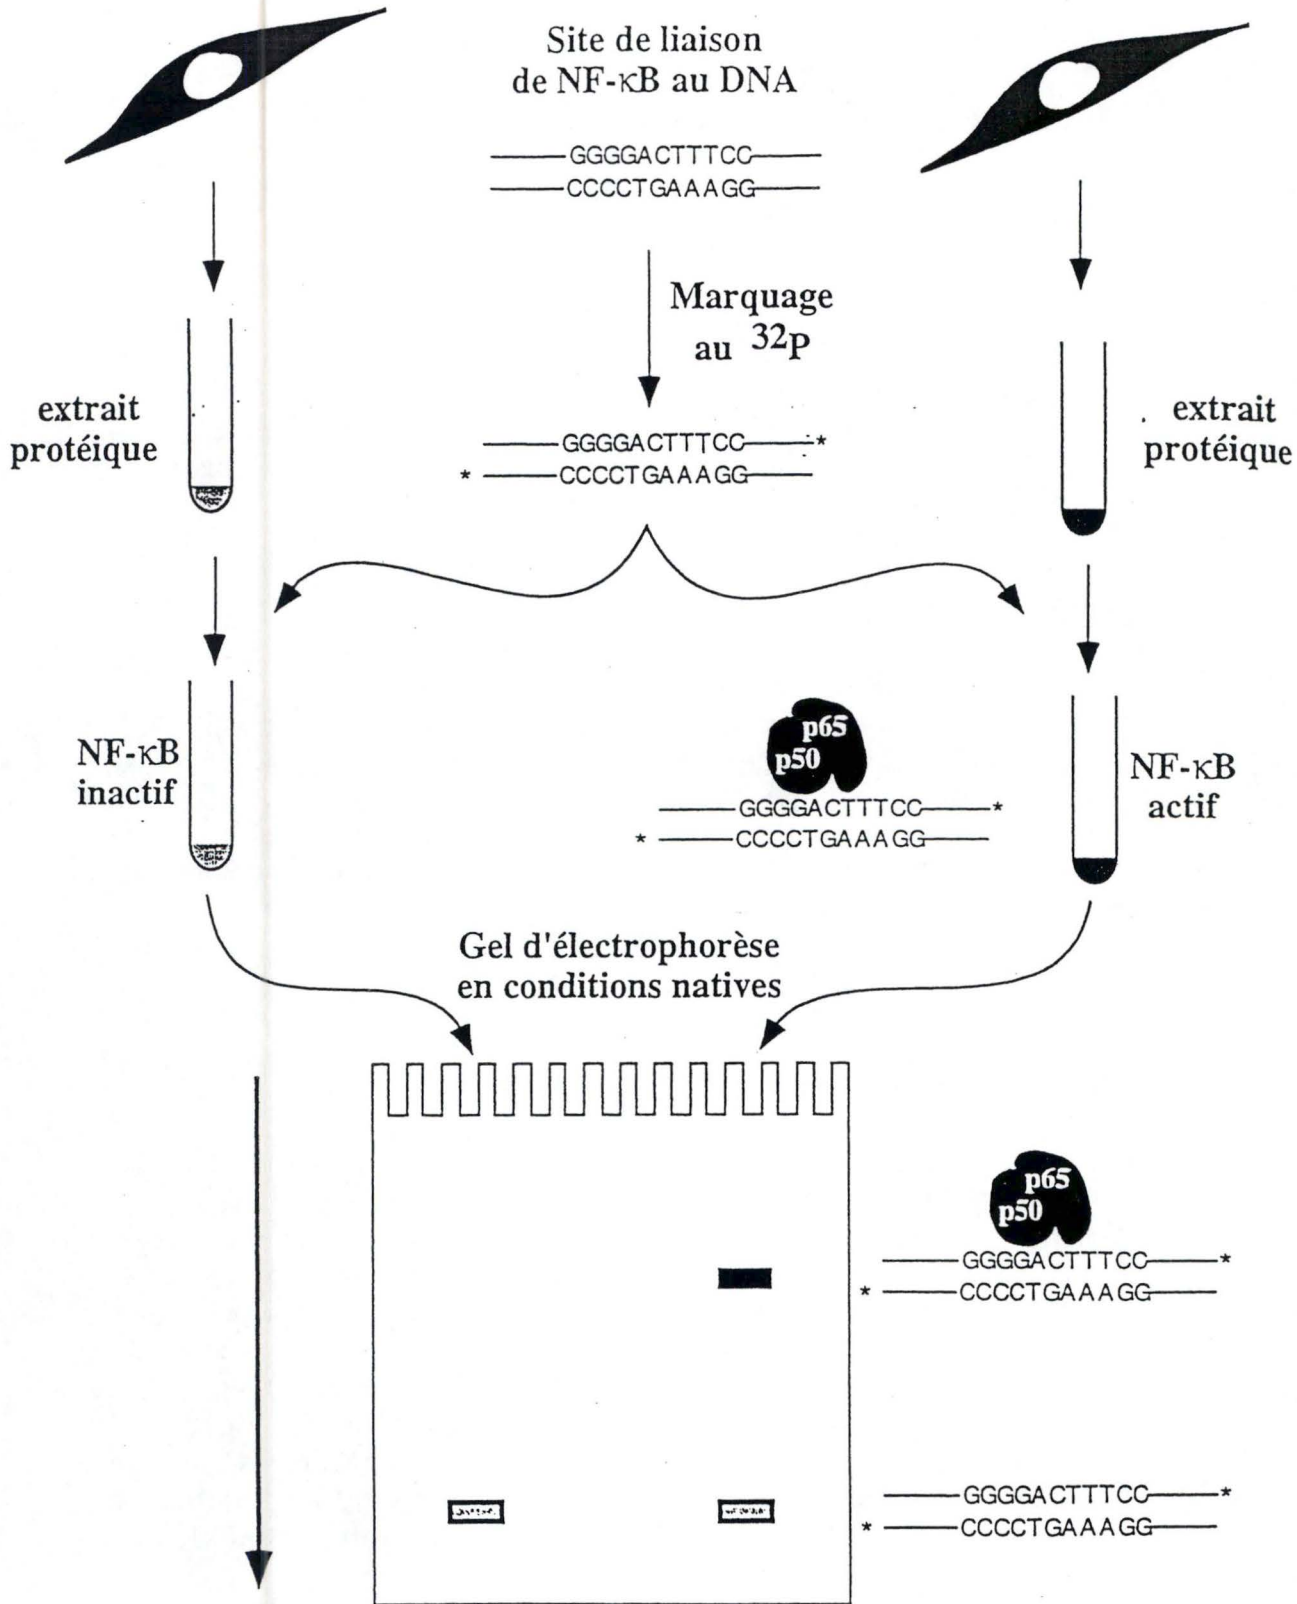 Site de liaison
de NF-κB au DNA
GGGGACTTTCC
CCCCTGAAAGG
Marquage
au 32P
extrait
protéique
GGGGACTTTCC*
*CCCCTGAAAGG
extrait
protéique
NF-κB
inactif
p65
p50
GGGGACTTTCC*
*CCCCTGAAAGG
NF-κB
actif
Gel d'électrophorèse
en conditions natives
p65
p50
GGGGACTTTCC*
*CCCCTGAAAGG
GGGGACTTTCC*
*CCCCTGAAAGG